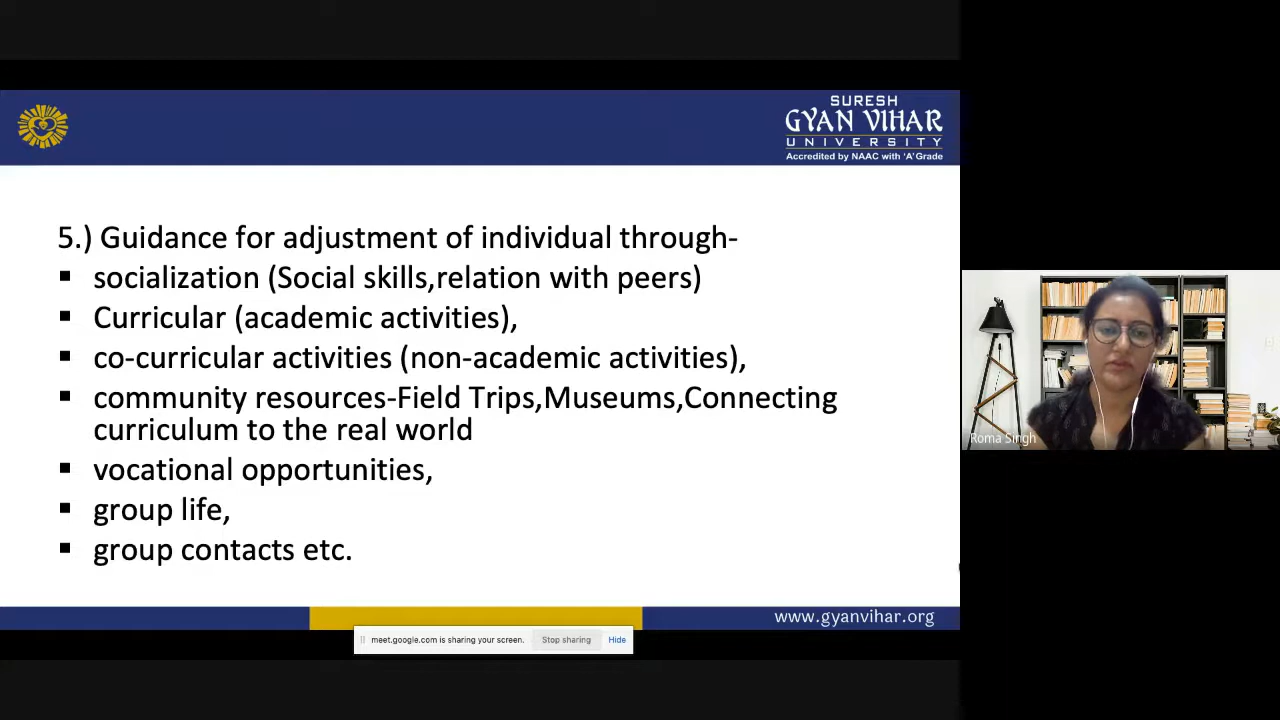 SURESH
GYAN VIHAR
UNIVERSITY
Accredited by NAAC with 'A' Grade
5.) Guidance for adjustment of individual through-
▪ socialization (Social skills,relation with peers)
▪ Curricular (academic activities),
▪ co-curricular activities (non-academic activities),
▪ community resources-Field Trips,Museums,Connecting
curriculum to the real world
▪ vocational opportunities,
▪ group life,
▪ group contacts etc.
Roma Singh
www.gyanvihar.org
meet.google.com is sharing your screen. Stop sharing Hide